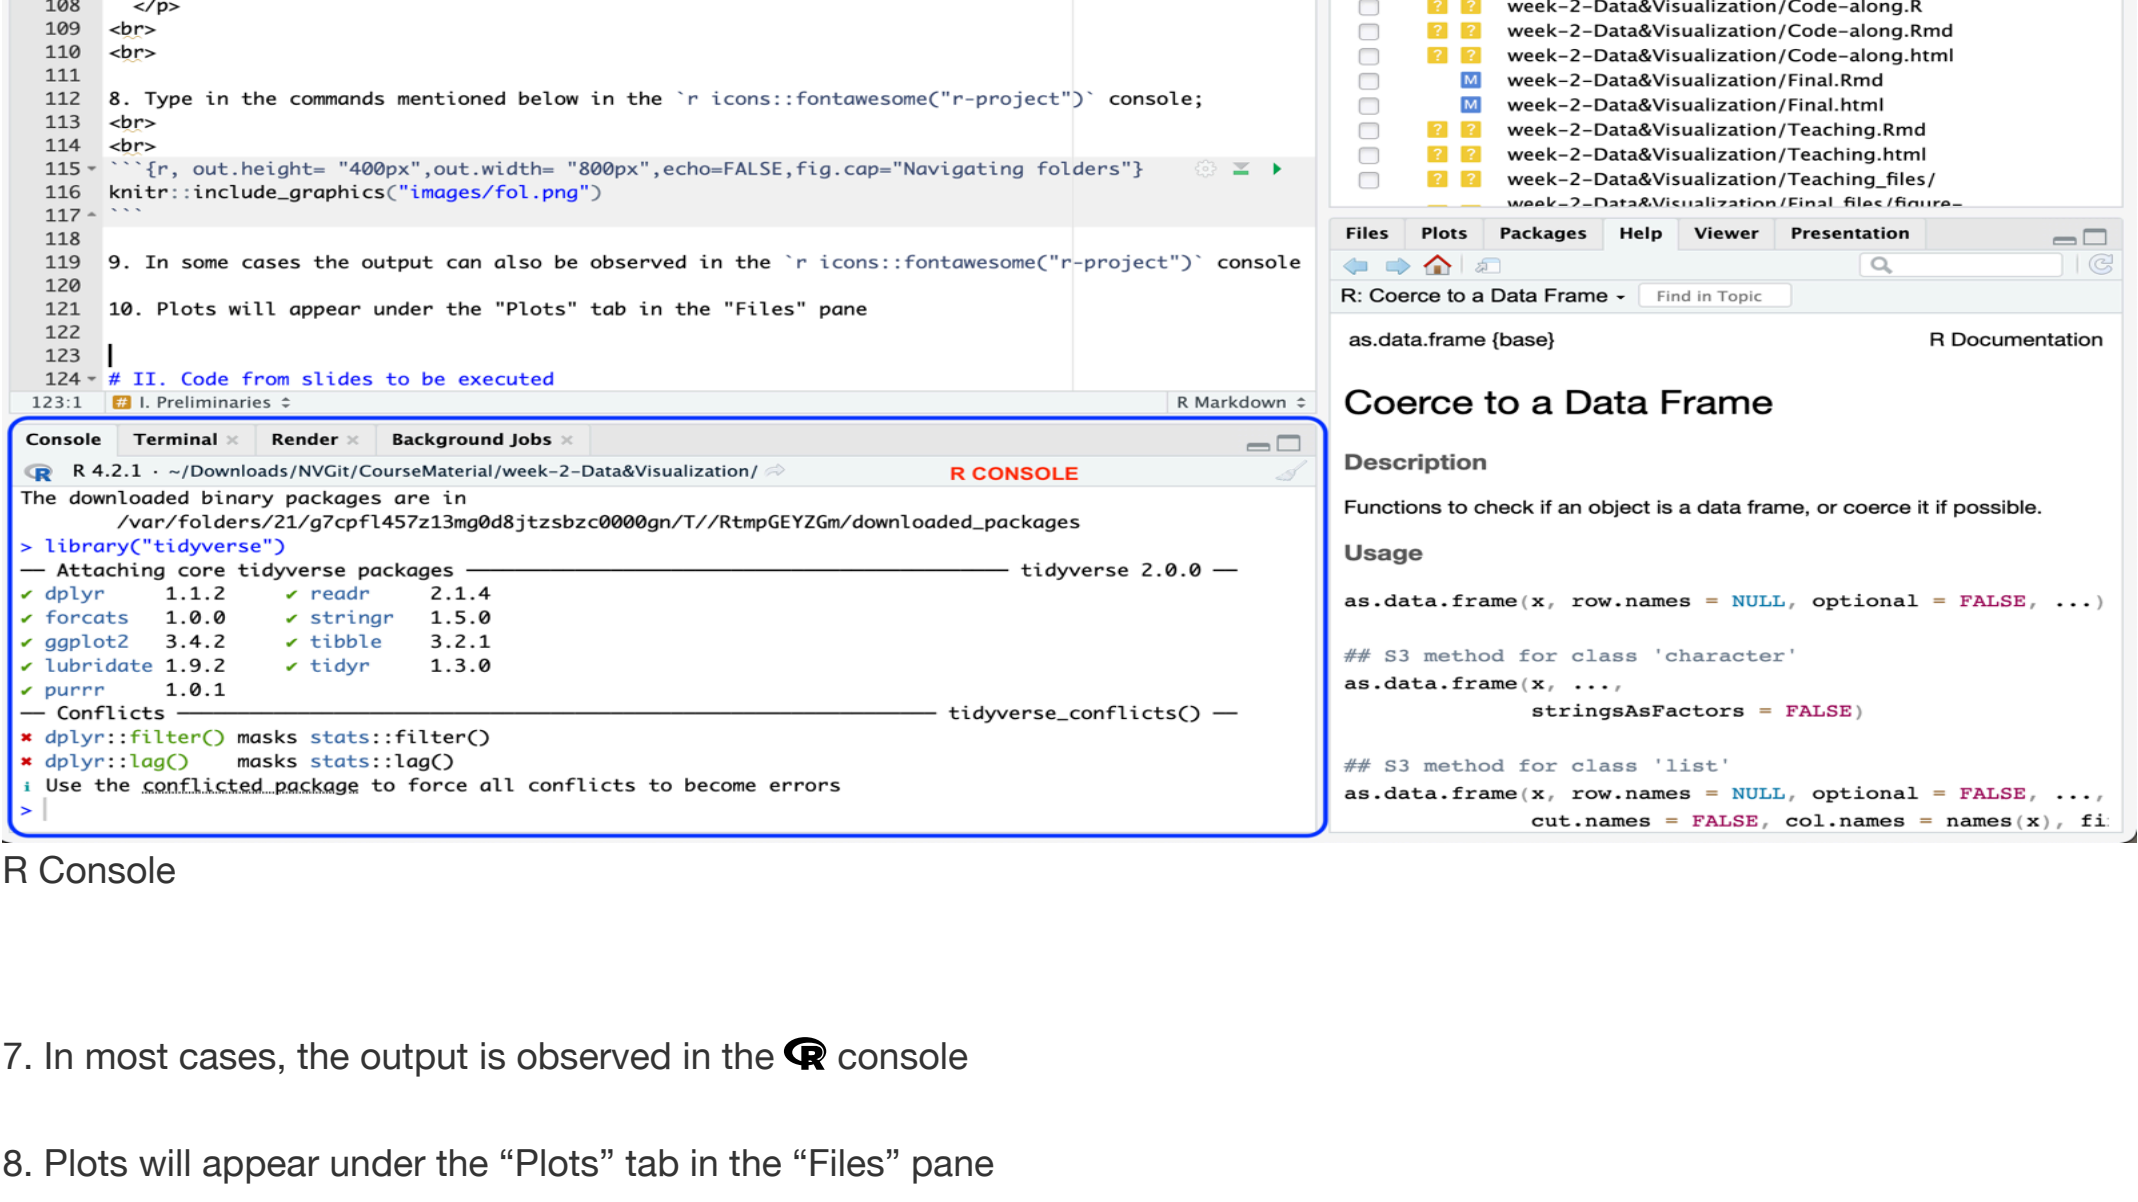 108 </p>
109 <br>
110 <br>
111
112 8. Type in the commands mentioned below in the `r icons::fontawesome("r-project")` console;
113 <br>
114 <br>
115 ```{r, out.height= "400px",out.width= "800px",echo=FALSE,fig.cap="Navigating folders"}
116 knitr::include_graphics("images/fol.png")
117 ```
118
119 9. In some cases the output can also be observed in the `r icons::fontawesome("r-project")` console
120
121 10. Plots will appear under the "Plots" tab in the "Files" pane
122
123
124 # II. Code from slides to be executed
123:1 # I. Preliminaries R Markdown
Console Terminal Render Background Jobs
R R 4.2.1 · ~/Downloads/NVGit/CourseMaterial/week-2-Data&Visualization/
R CONSOLE
The downloaded binary packages are in
/var/folders/21/g7cpfl457z13mg0d8jtzsbzc0000gn/T//RtmpGEYZGm/downloaded_packages
> library("tidyverse")
── Attaching core tidyverse packages ── tidyverse 2.0.0 ──
✔ dplyr 1.1.2 ✔ readr 2.1.4
✔ forcats 1.0.0 ✔ stringr 1.5.0
✔ ggplot2 3.4.2 ✔ tibble 3.2.1
✔ lubridate 1.9.2 ✔ tidyr 1.3.0
✔ purrr 1.0.1
── Conflicts ── tidyverse_conflicts() ──
✖ dplyr::filter() masks stats::filter()
✖ dplyr::lag() masks stats::lag()
ℹ Use the conflicted package to force all conflicts to become errors
>
? ? week-2-Data&Visualization/Code-along.R
? ? week-2-Data&Visualization/Code-along.Rmd
? ? week-2-Data&Visualization/Code-along.html
M week-2-Data&Visualization/Final.Rmd
M week-2-Data&Visualization/Final.html
? ? week-2-Data&Visualization/Teaching.Rmd
? ? week-2-Data&Visualization/Teaching.html
? ? week-2-Data&Visualization/Teaching_files/
week-2-Data&Visualization/Final_files/figure-
Files Plots Packages Help Viewer Presentation
R: Coerce to a Data Frame Find in Topic
as.data.frame {base} R Documentation
Coerce to a Data Frame
Description
Functions to check if an object is a data frame, or coerce it if possible.
Usage
as.data.frame(x, row.names = NULL, optional = FALSE, ...)
## S3 method for class 'character'
as.data.frame(x, ...,
stringsAsFactors = FALSE)
## S3 method for class 'list'
as.data.frame(x, row.names = NULL, optional = FALSE, ...,
cut.names = FALSE, col.names = names(x), fi
R Console
7. In most cases, the output is observed in the R console
8. Plots will appear under the “Plots” tab in the “Files” pane